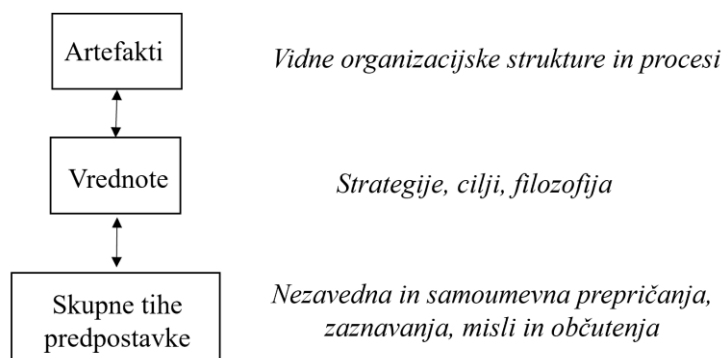 Artefakti
Vidne organizacijske strukture in procesi
Vrednote
Strategije, cilji, filozofija
Skupne tihe
predpostavke
Nezavedna in samoumevna prepričanja,
zaznavanja, misli in občutenja